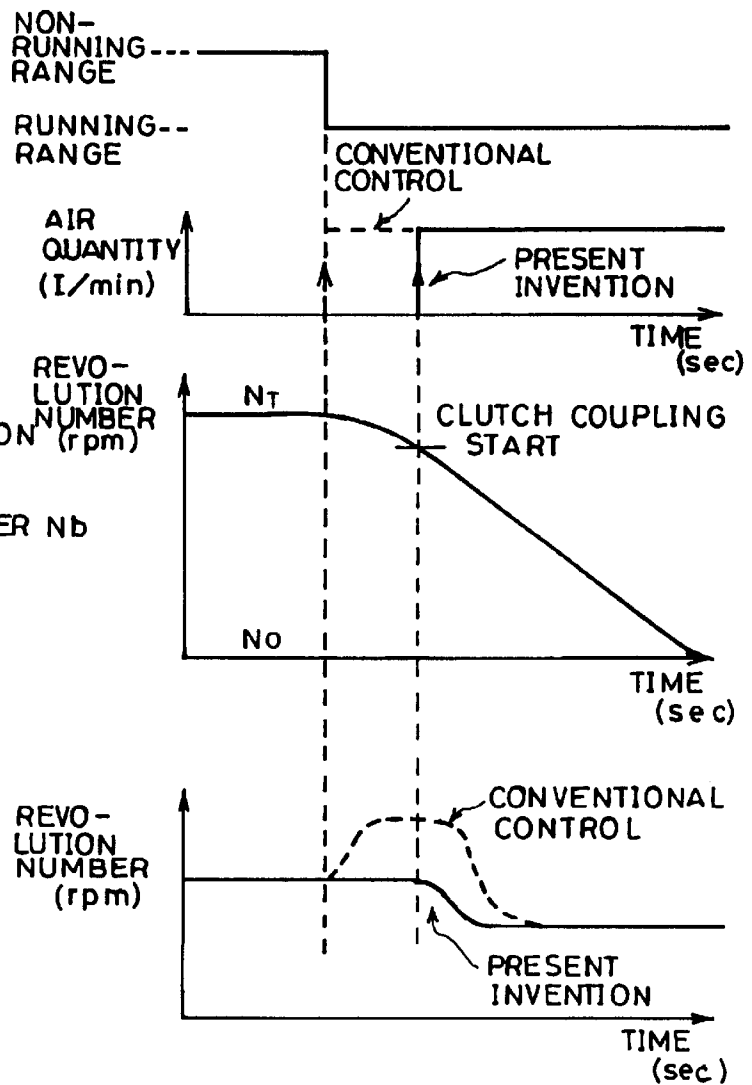 NON-
RUNNING---
RANGE
RUNNING--
RANGE
CONVENTIONAL
CONTROL
AIR
QUANTITY
(I/min)
PRESENT
INVENTION
TIME
(sec)
REVO-
LUTION
NUMBER
ON (rpm)
NT
CLUTCH COUPLING
START
ER Nb
No
TIME
(sec)
REVO-
LUTION
NUMBER
(rpm)
CONVENTIONAL
CONTROL
PRESENT
INVENTION
TIME
(sec)